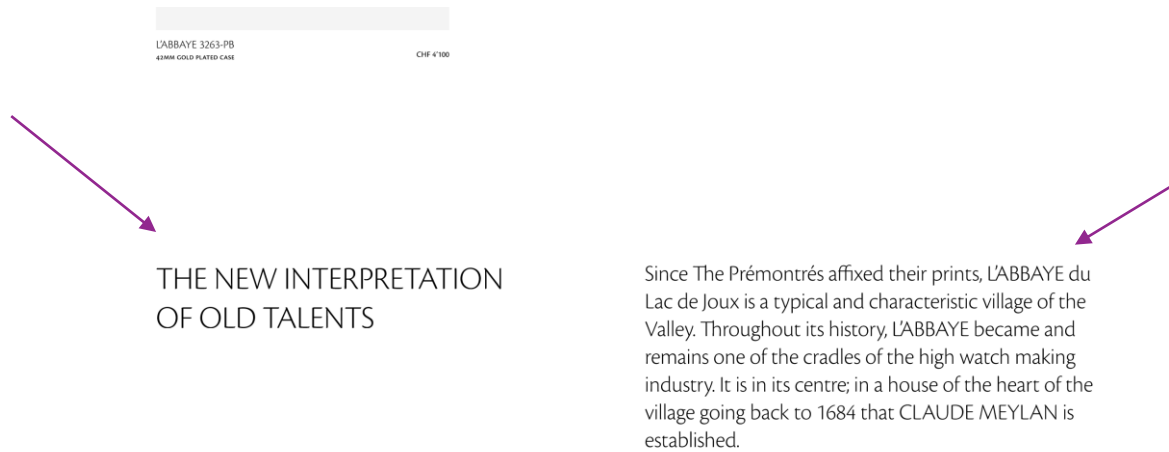 L'ABBAYE 3263-PB
42MM GOLD PLATED CASE
CHF 4'100
THE NEW INTERPRETATION
OF OLD TALENTS
Since The Prémontrés affixed their prints, L'ABBAYE du
Lac de Joux is a typical and characteristic village of the
Valley. Throughout its history, L'ABBAYE became and
remains one of the cradles of the high watch making
industry. It is in its centre; in a house of the heart of the
village going back to 1684 that CLAUDE MEYLAN is
established.